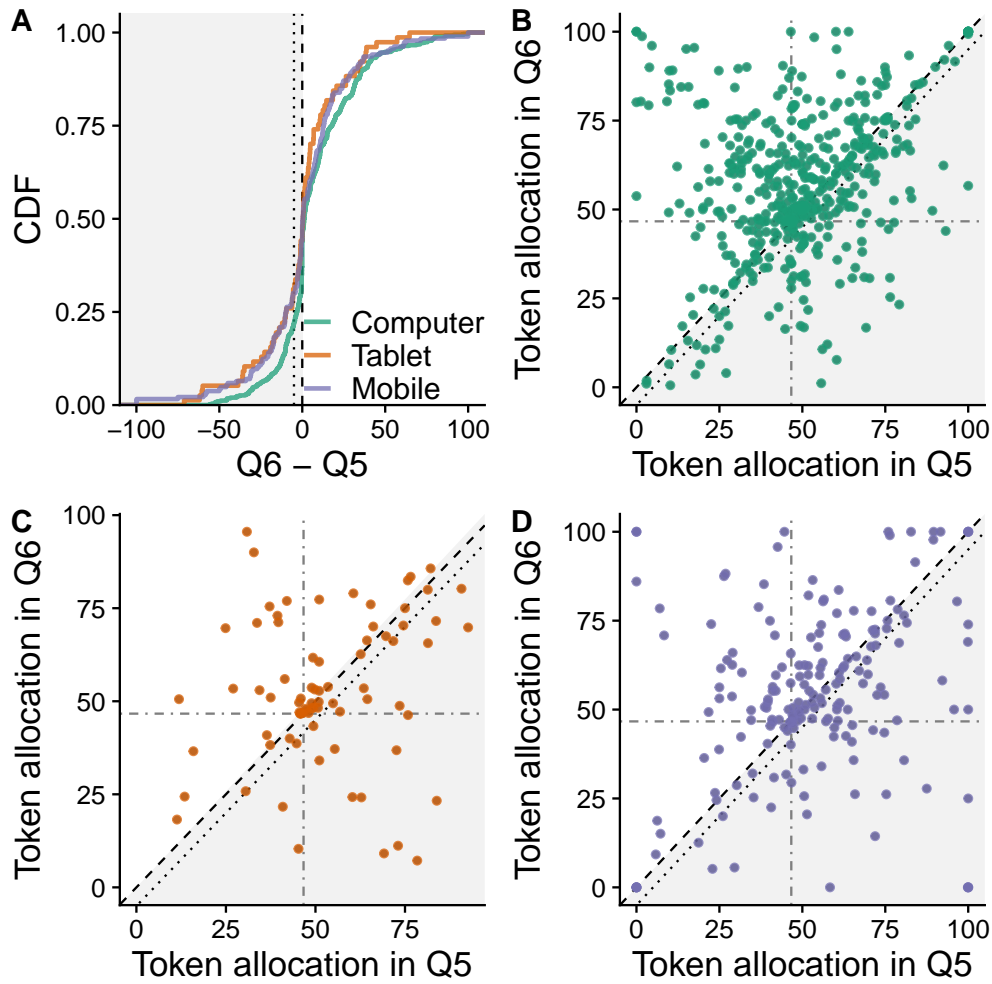 A
CDF
1.00
0.75
0.50
0.25
0.00
−100
−50
0
50
100
Q6 − Q5
Computer
Tablet
Mobile
B
Token allocation in Q6
100
75
50
25
0
0
25
50
75
100
Token allocation in Q5
C
Token allocation in Q6
100
75
50
25
0
0
25
50
75
Token allocation in Q5
D
Token allocation in Q6
100
75
50
25
0
0
25
50
75
100
Token allocation in Q5